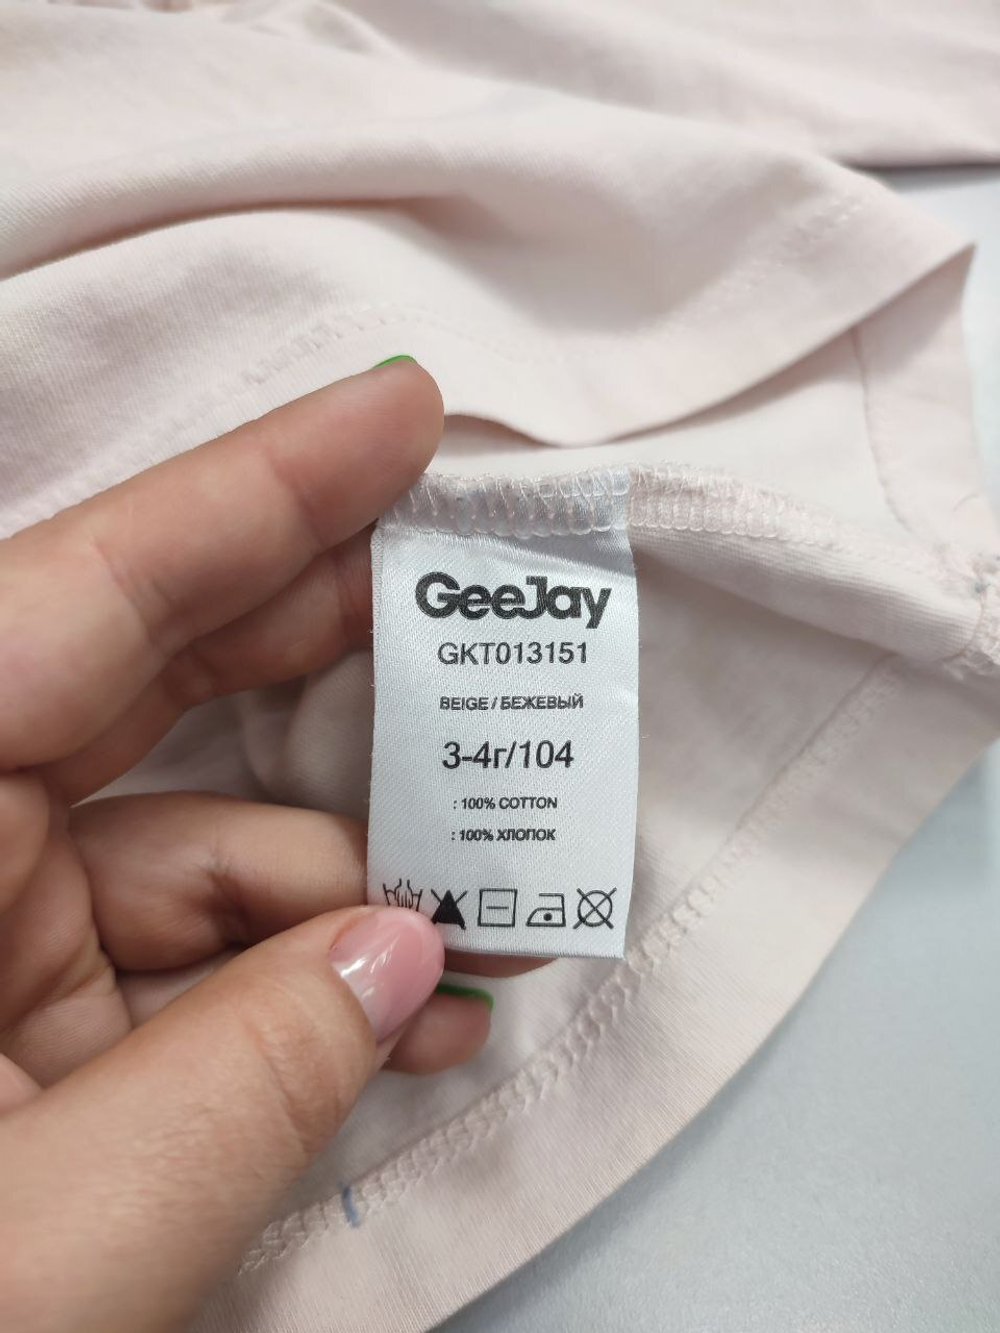 GeeJay
GKT013151
BEIGE / БЕЖЕВЫЙ
3-4г/104
: 100% COTTON
: 100% ХЛОПОК